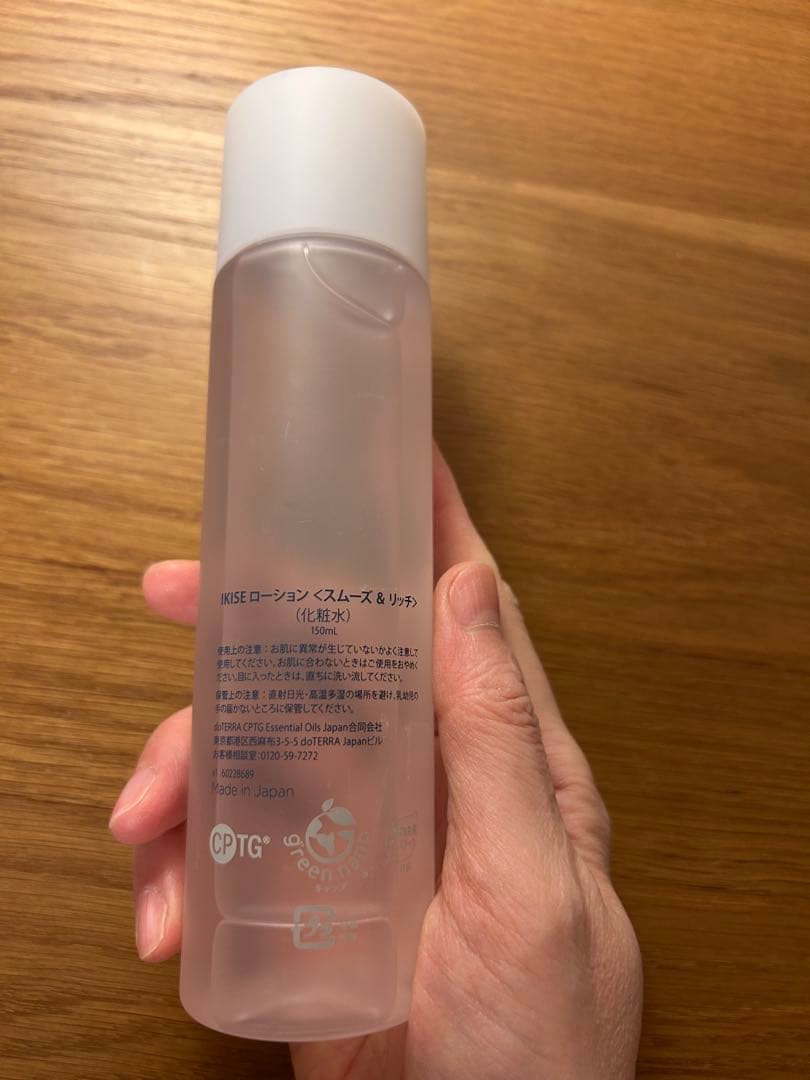 IKISE ローション〈スムーズ & リッチ〉
(化粧水)
150mL
使用上の注意：お肌に異常が生じていないかよく注意して
使用してください。お肌に合わないときはご使用をおやめく
ださい。目に入ったときは、直ちに洗い流してください。
保管上の注意：直射日光・高温多湿の場所を避け、乳幼児の
手の届かないところに保管してください。
doTERRA CPTG Essential Oils Japan合同会社
東京都港区西麻布3-5-5 doTERRA Japanビル
お客様相談室：0120-59-7272
60228689
Made in Japan
CPTG®
green nano
キャップ
プラ